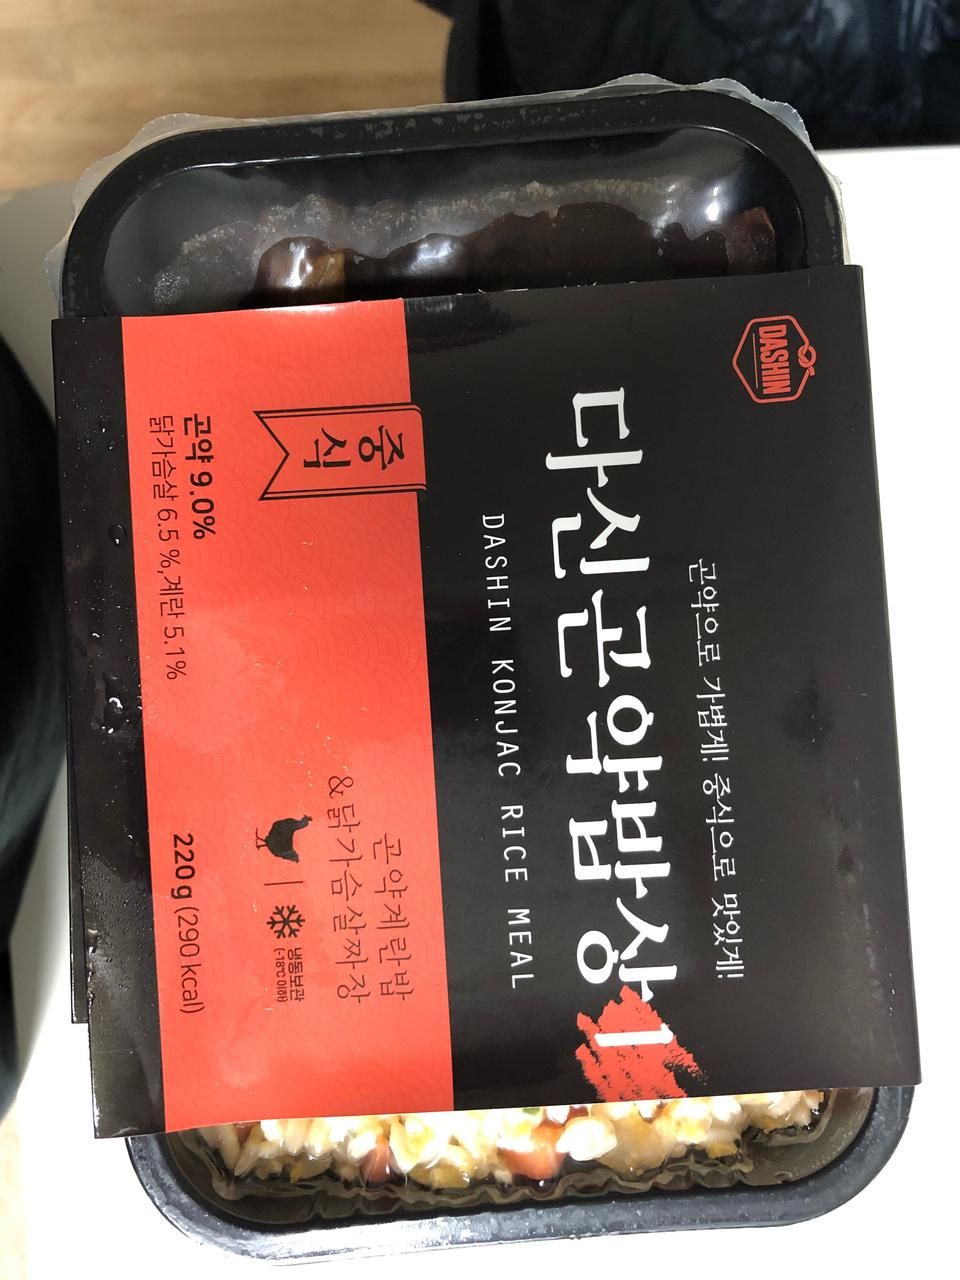 DASHIN
곤약으로 가볍게! 중식으로 맛있게!
다신곤약밥상1
DASHIN KONJAC RICE MEAL
중식
곤약계란밥
&닭가슴살짜장
냉동보관
(-18℃이하)
곤약 9.0%
닭가슴살 6.5 %,계란 5.1%
220g (290 kcal)